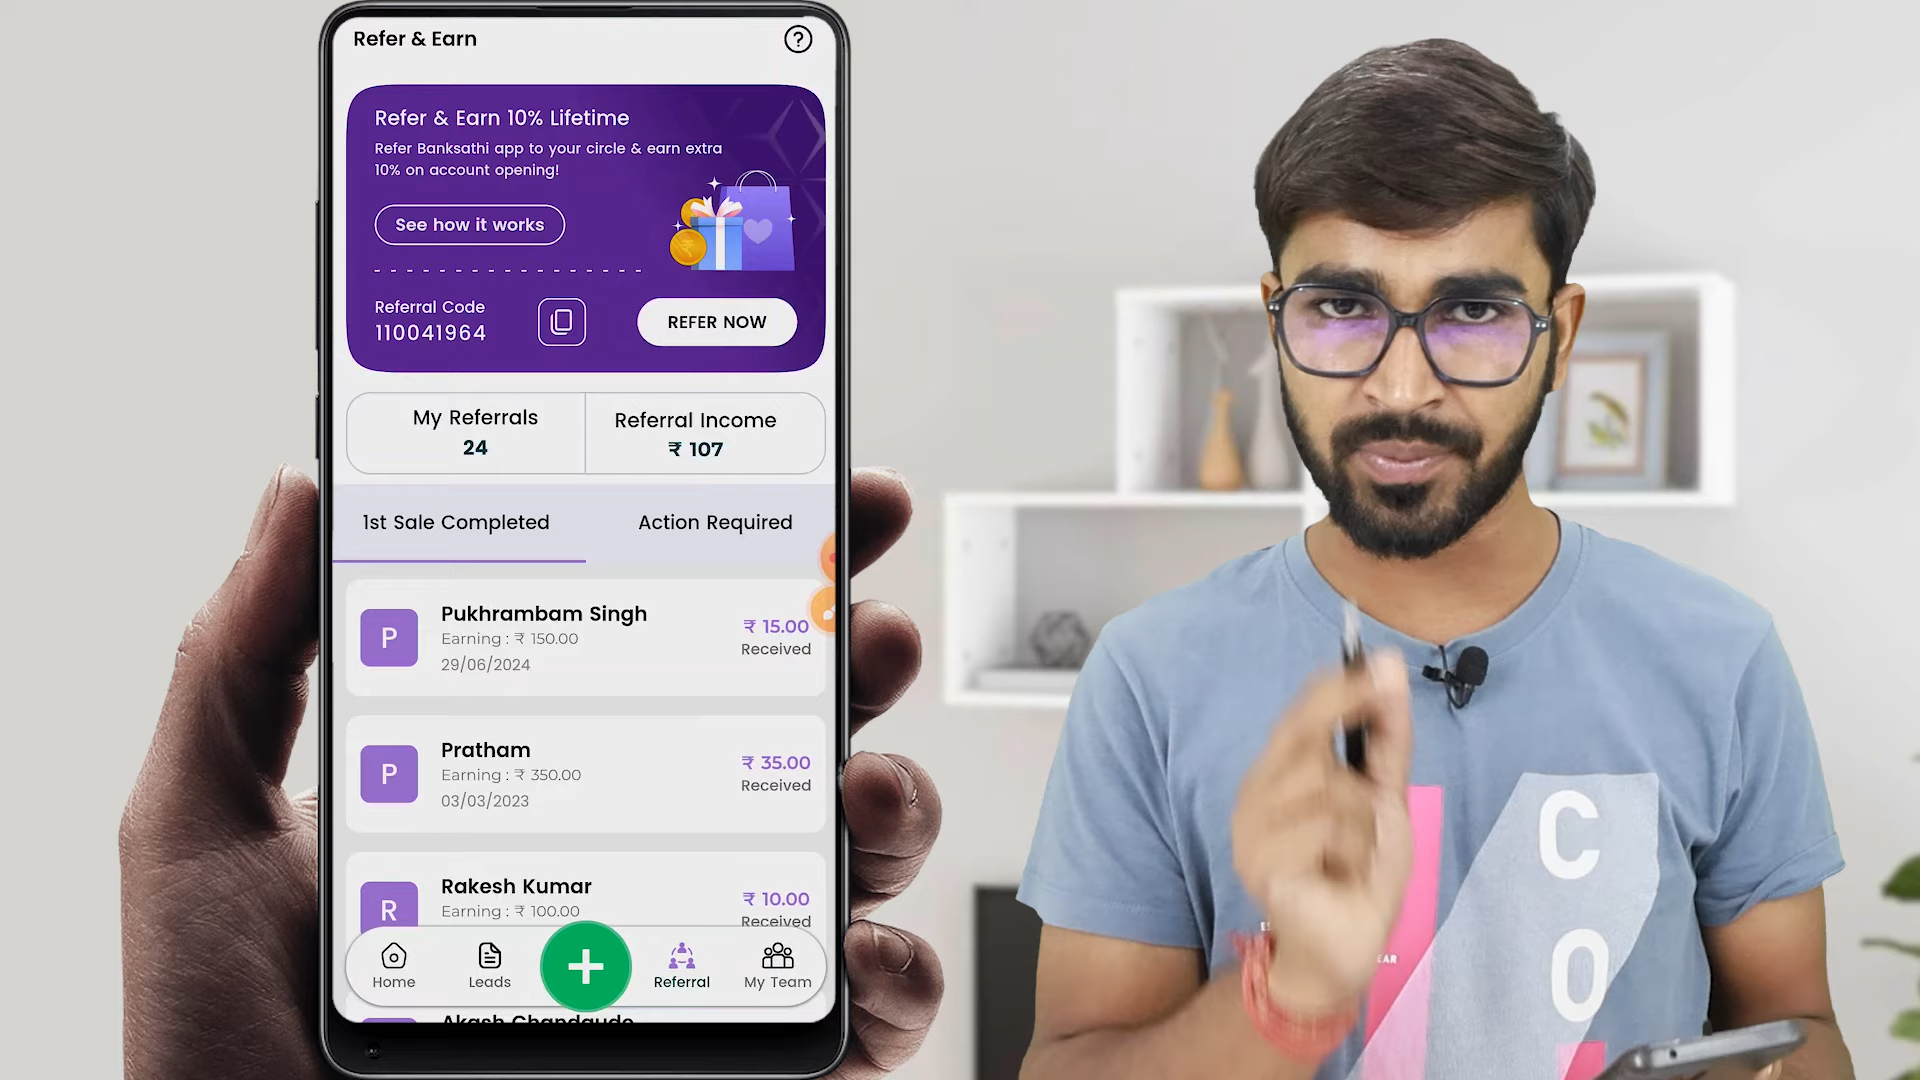 Refer & Earn
?
Refer & Earn 10% Lifetime
Refer Banksathi app to your circle & earn extra
10% on account opening!
See how it works
Referral Code
110041964
REFER NOW
My Referrals
24
Referral Income
₹ 107
1st Sale Completed
Action Required
P
Pukhrambam Singh
Earning : ₹ 150.00
29/06/2024
₹ 15.00
Received
P
Pratham
Earning : ₹ 350.00
03/03/2023
₹ 35.00
Received
R
Rakesh Kumar
Earning : ₹ 100.00
₹ 10.00
Received
Home
Leads
Referral
My Team
Akash
C
O
EAR